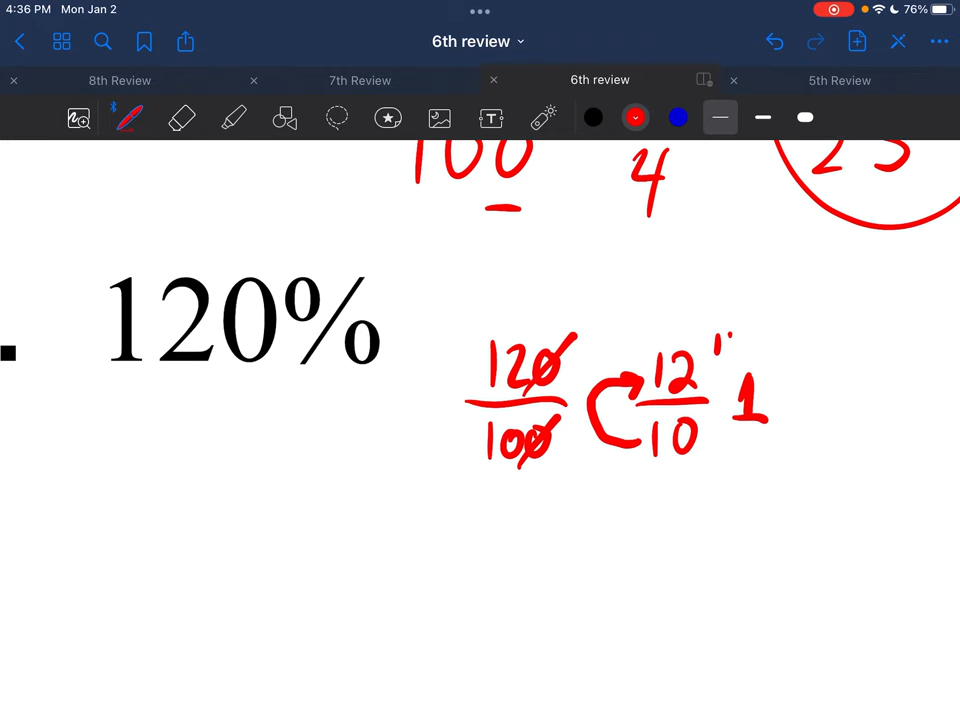 4:36 PM Mon Jan 2
76%
6th review
8th Review
7th Review
6th review
5th Review
T
100
4
25
. 120%
120 12
100 10 1